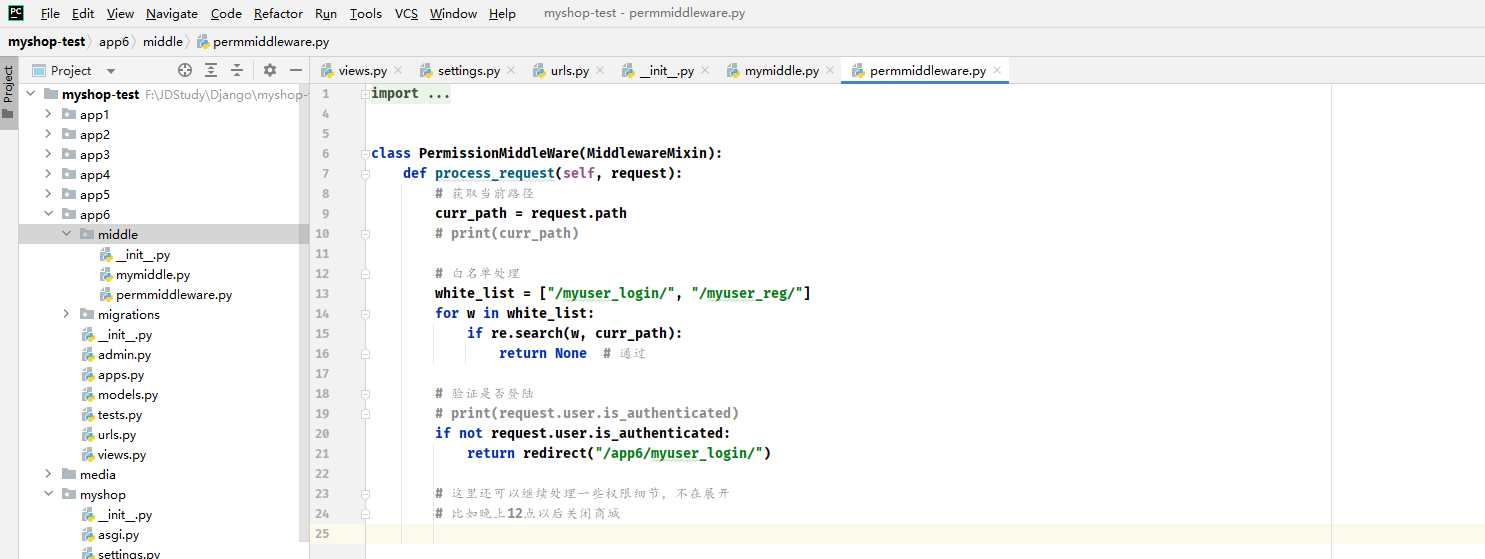 PC File Edit View Navigate Code Refactor Run Tools VCS Window Help myshop-test - permmiddleware.py
myshop-test app6 middle permmiddleware.py
Project
Project
views.py settings.py urls.py __init__.py mymiddle.py permmiddleware.py
myshop-test F:\JDStudy\Django\myshop-
app1
app2
app3
app4
app5
app6
middle
__init__.py
mymiddle.py
permmiddleware.py
migrations
__init__.py
admin.py
apps.py
models.py
tests.py
urls.py
views.py
media
myshop
__init__.py
asgi.py
settings.py
1 import ...
4
5
6 class PermissionMiddleWare(MiddlewareMixin):
7 def process_request(self, request):
8 # 获取当前路径
9 curr_path = request.path
10 # print(curr_path)
11
12 # 白名单处理
13 white_list = ["/myuser_login/", "/myuser_reg/"]
14 for w in white_list:
15 if re.search(w, curr_path):
16 return None # 通过
17
18 # 验证是否登陆
19 # print(request.user.is_authenticated)
20 if not request.user.is_authenticated:
21 return redirect("/app6/myuser_login/")
22
23 # 这里还可以继续处理一些权限细节，不在展开
24 # 比如晚上12点以后关闭商城
25